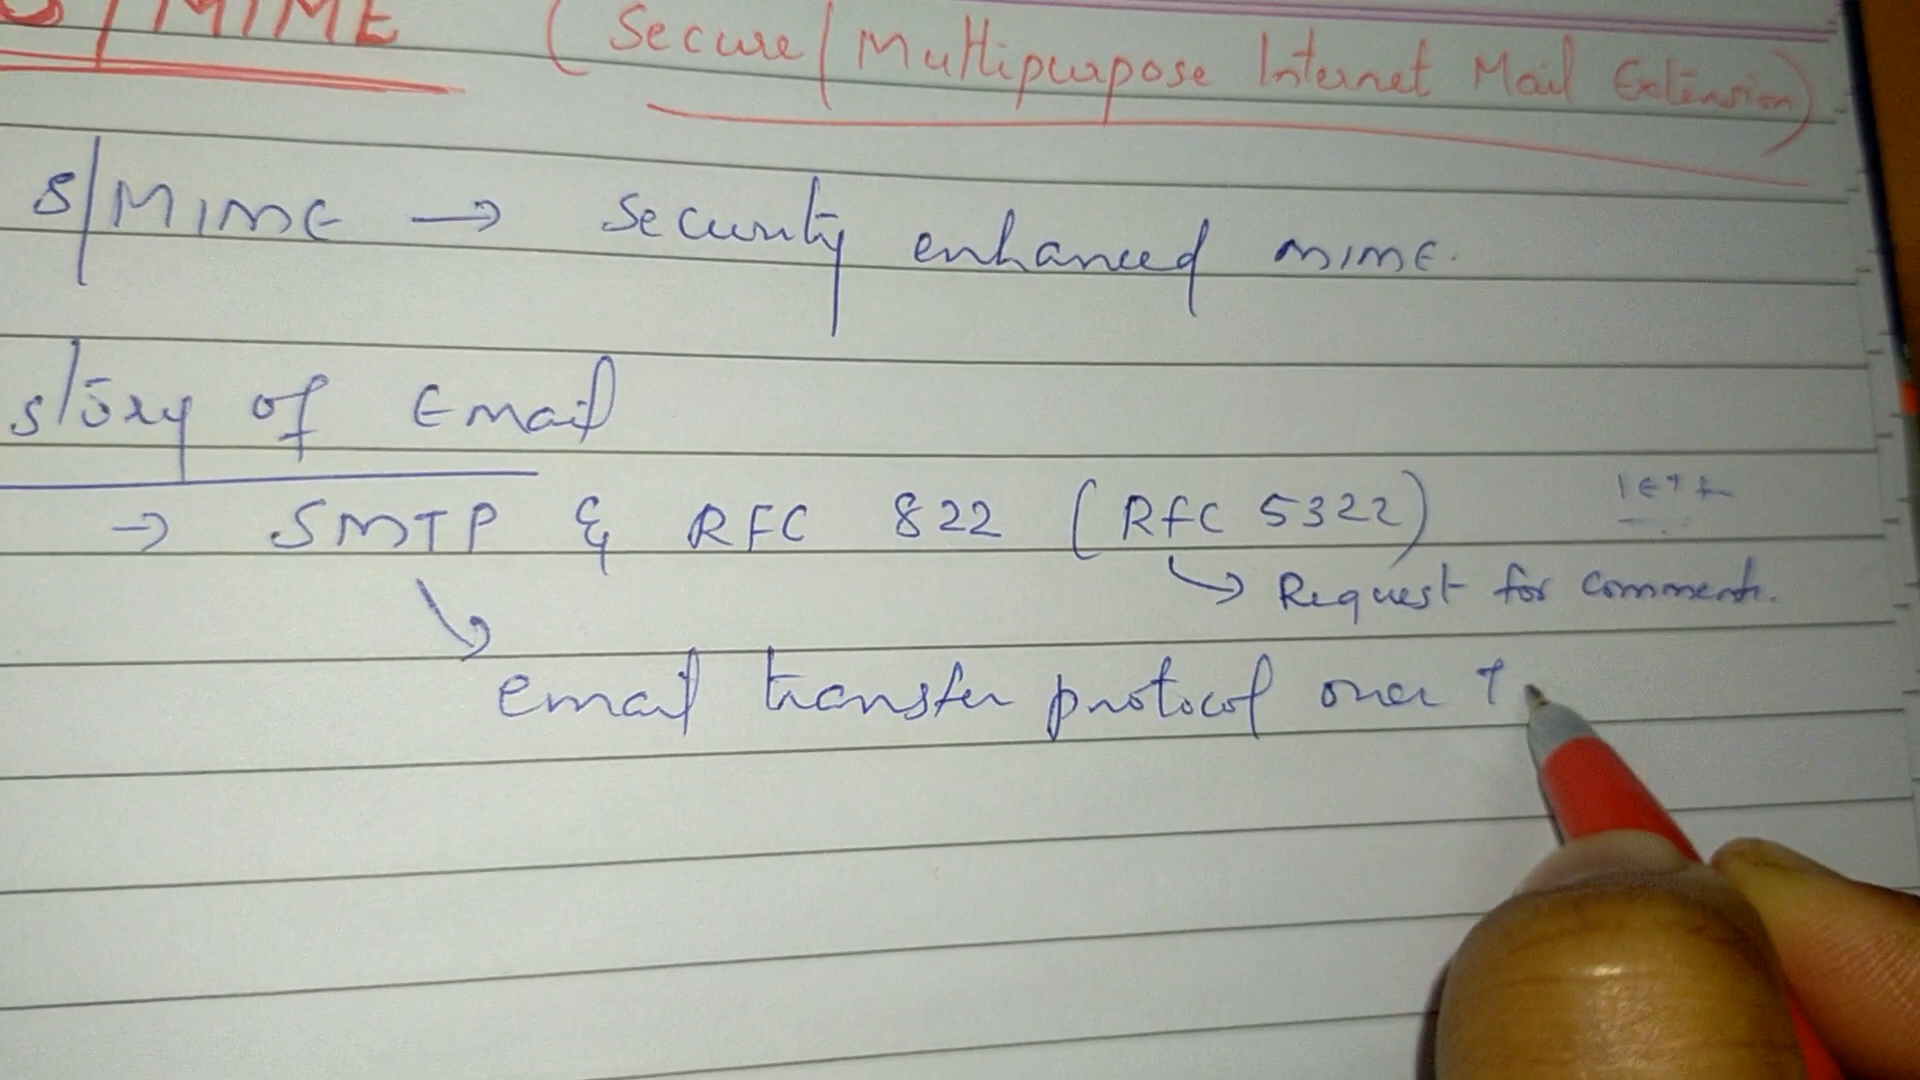 S/MIME (Secure/Multipurpose Internet Mail Extension)
S/MIME → Security enhanced MIME.
Story of Email
→ SMTP & RFC 822 (RFC 5322)
↳ Request for comments.
↳ email transfer protocol over T